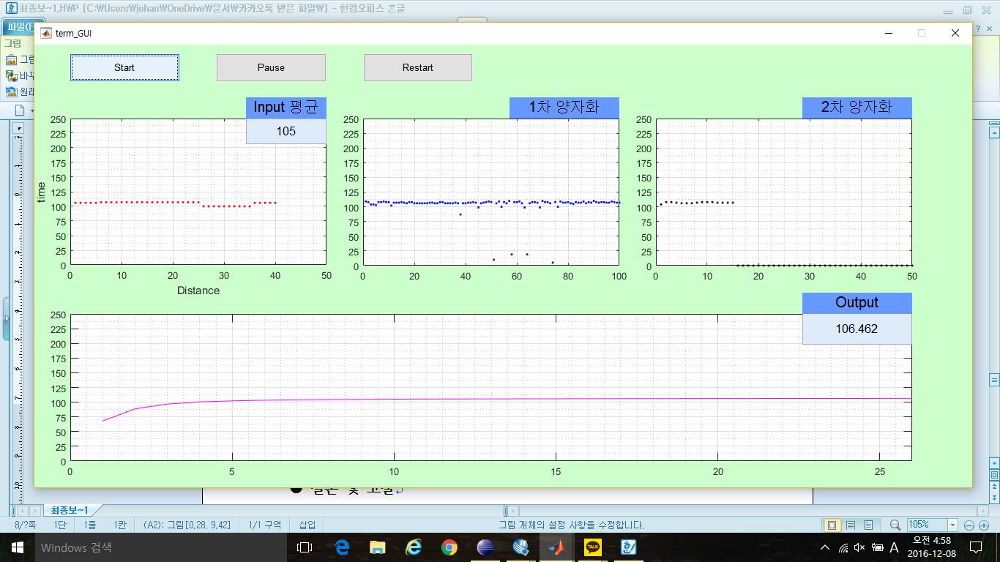 최종보~1.HWP [C:\Users\johan\OneDrive\문서\카카오톡 받은 파일\] - 한컴오피스 한글
파일(F
그림
그림
바꾸
원래
term_GUI
Start Pause Restart
Input 평균
105
250
225
200
175
150
125
100
75
50
25
0
time
0 10 20 30 40 50
Distance
1차 양자화
250
225
200
175
150
125
100
75
50
25
0
0 20 40 60 80 100
2차 양자화
250
225
200
175
150
125
100
75
50
25
0
0 10 20 30 40 50
Output
106.462
250
225
200
175
150
125
100
75
50
25
0
0 5 10 15 20 25
최종보~1
8/?쪽 1단 1줄 1칸 (A2): 그림[0,28, 9,42] 1/1 구역 삽입 그림 개체의 설정 사항을 수정합니다. 105%
Windows 검색
TALK
A
오전 4:58
2016-12-08